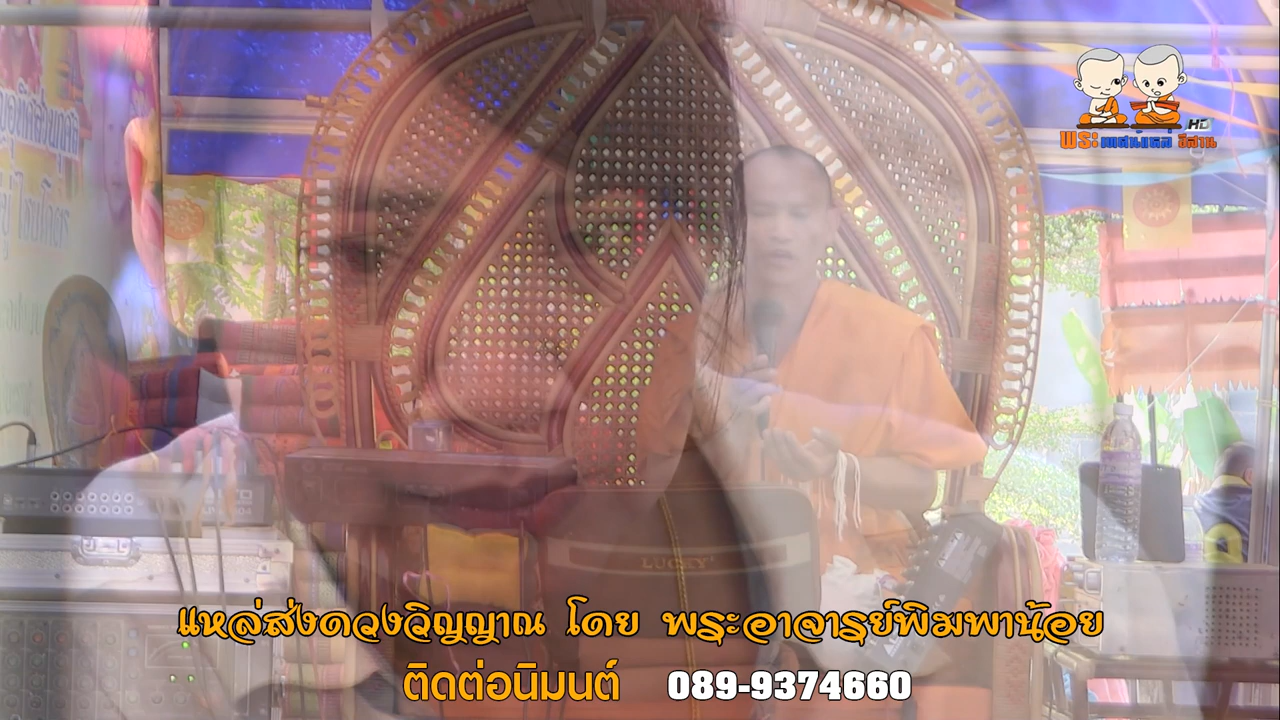 HD
พระเทศน์แหล่ อีสาน
LUCKY
แหล่ส่งดวงวิญญาณ โดย พระอาจารย์พิมพาน้อย
ติดต่อนิมนต์ 089-9374660